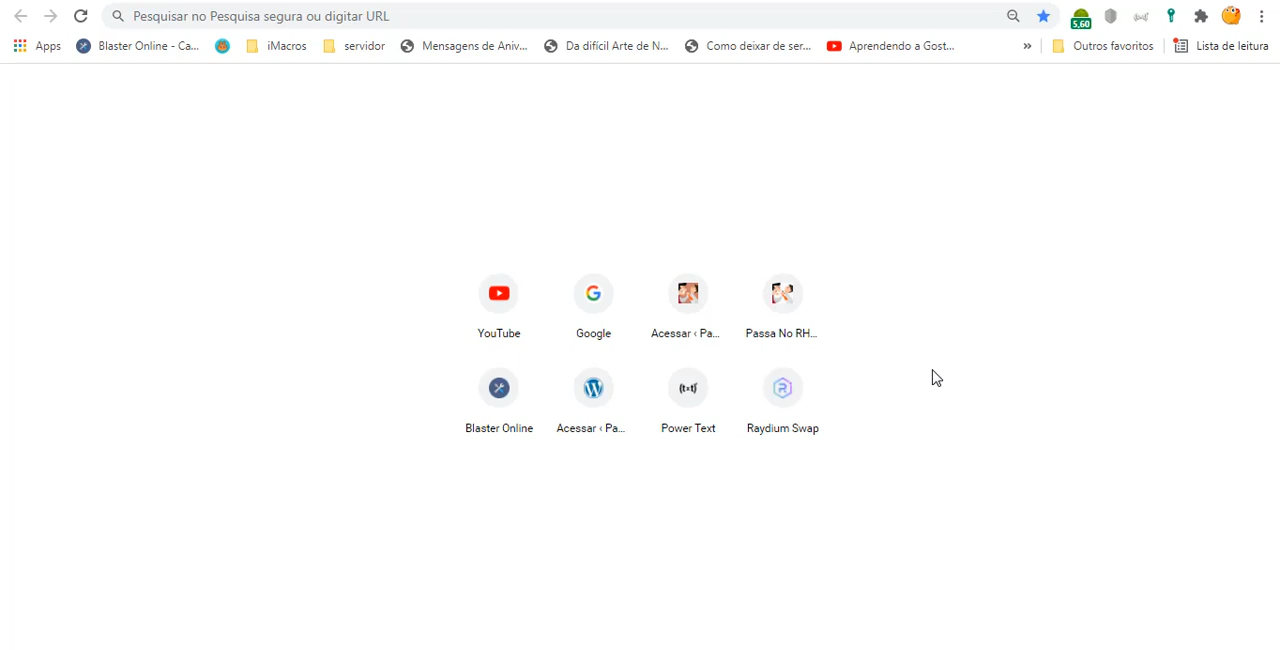 Pesquisar no Pesquisa segura ou digitar URL
5,60
Apps Blaster Online - Ca... iMacros servidor Mensagens de Aniv... Da difícil Arte de N... Como deixar de ser... Aprendendo a Gost... » Outros favoritos Lista de leitura
YouTube Google Acessar ‹ Pa... Passa No RH...
(txt)
Blaster Online Acessar ‹ Pa... Power Text Raydium Swap